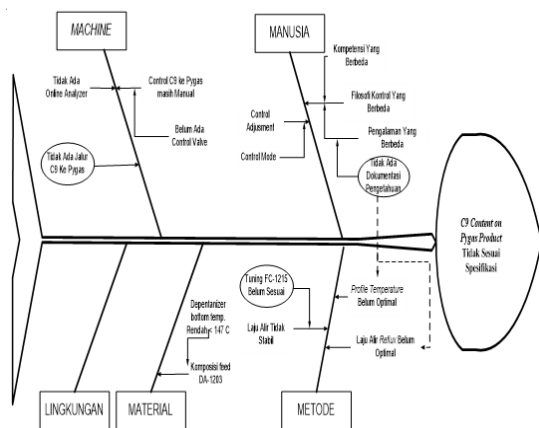 MACHINE
MANUSIA
Tidak Ada
Online Analyzer
Control C9 ke Pygas
masih Manual
Belum Ada
Control Valve
Tidak Ada Jalur
C9 Ke Pygas
Kompetensi Yang
Berbeda
Filosofi Kontrol Yang
Berbeda
Control
Adjusment
Pengalaman Yang
Berbeda
Control Mode
Tidak Ada
Dokumentasi
Pengetahuan
C9 Content on
Pygas Product
Tidak Sesuai
Spesifikasi
Tuning FC-1215
Belum Sesuai
Profile Temperature
Belum Optimal
Laju Alir Tidak
Stabil
Laju Alir Reflux Belum
Optimal
Depentanizer
bottom temp.
Rendah < 147 C
Komposisi feed
DA-1203
LINGKUNGAN
MATERIAL
METODE